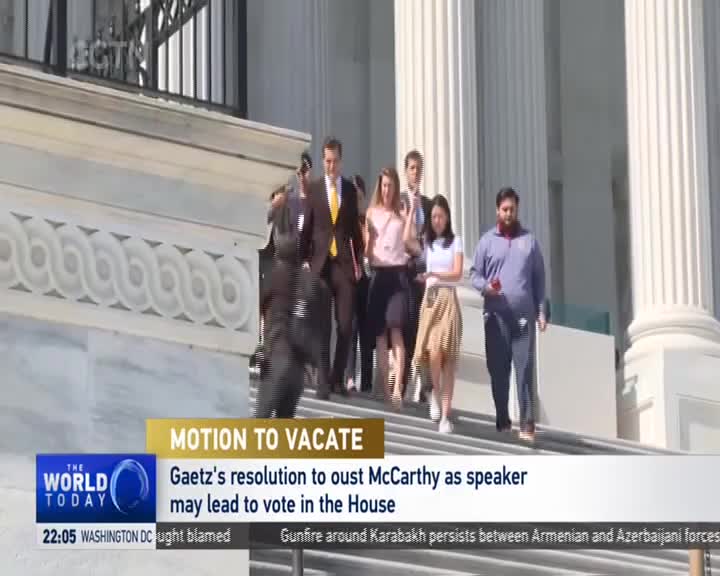 CGTN
MOTION TO VACATE
THE
WORLD
TODAY
Gaetz's resolution to oust McCarthy as speaker
may lead to vote in the House
22:05 WASHINGTON DC
ught blamed Gunfire around Karabakh persists between Armenian and Azerbaijani forces